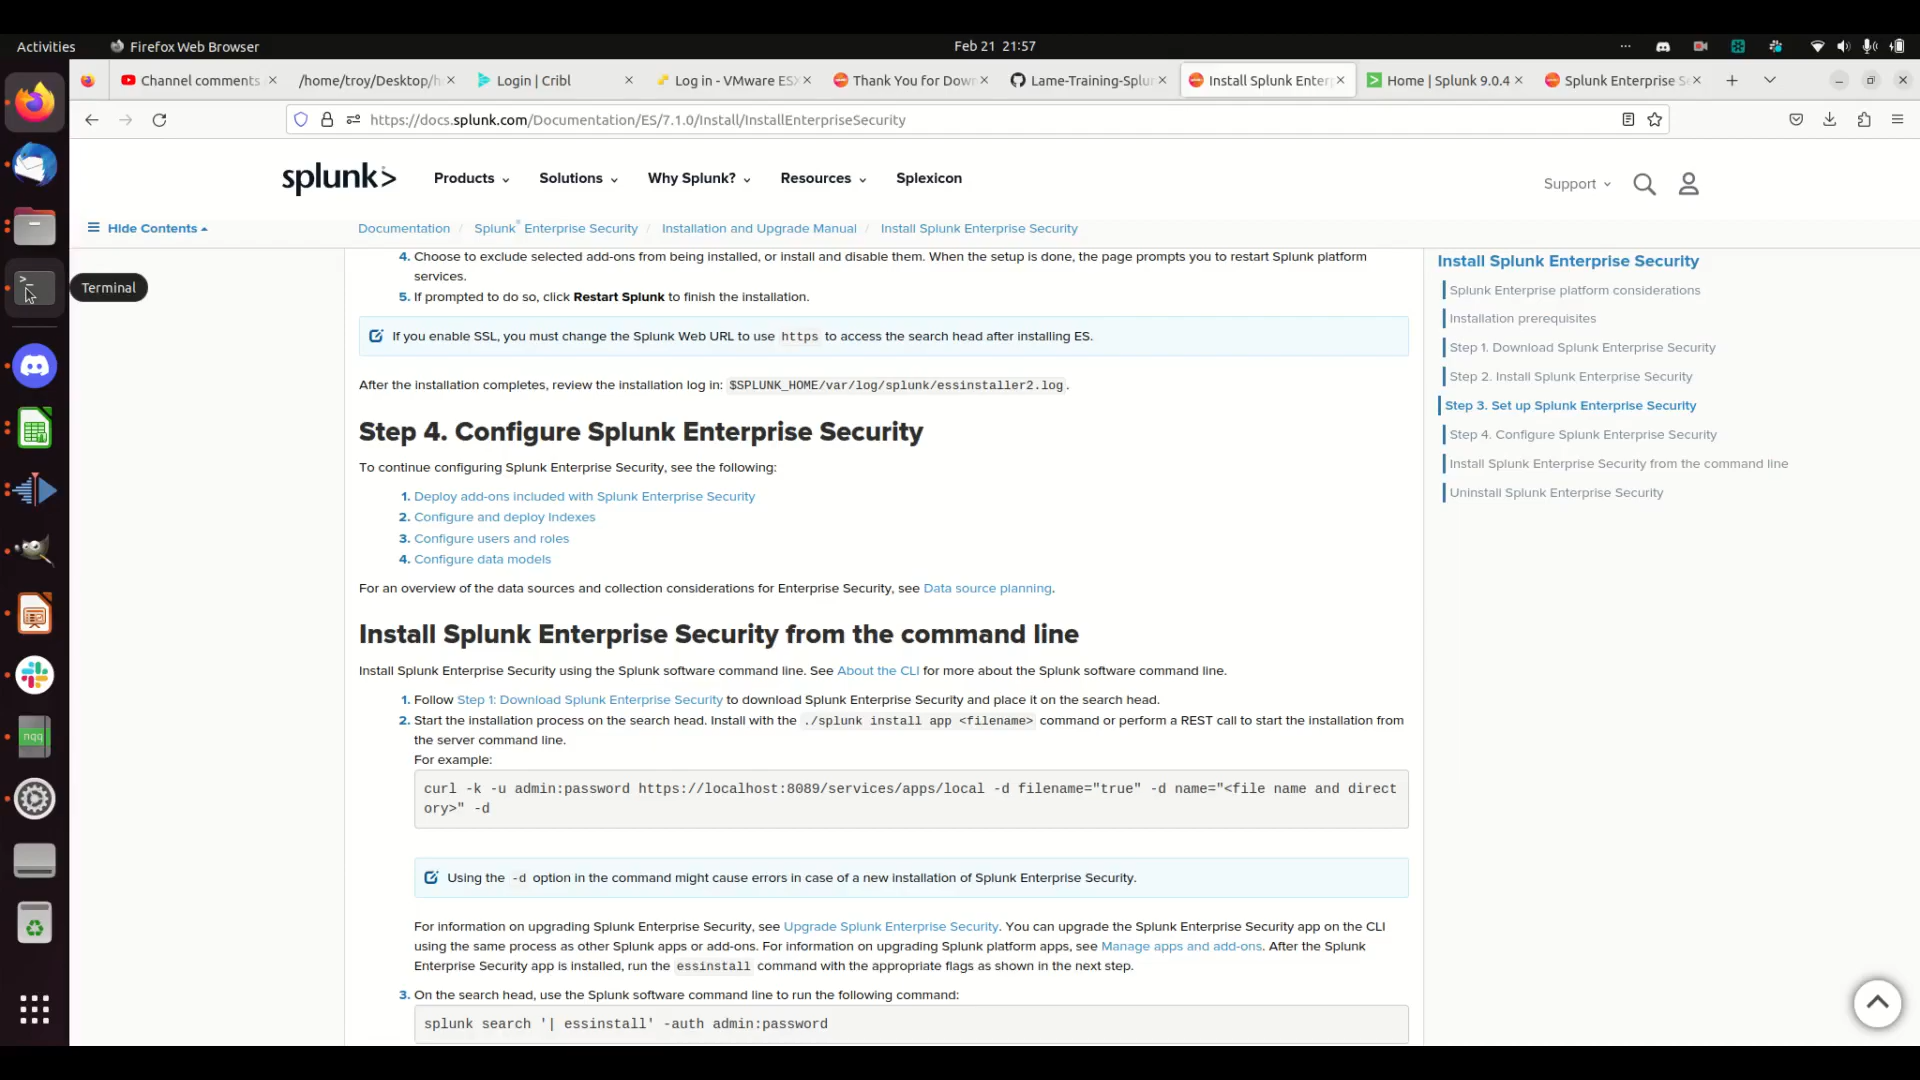 Activities
Firefox Web Browser
Feb 21 21:57
Channel comments
/home/troy/Desktop/h
Login | Cribl
Log in - VMware ESX
Thank You for Dow
Lame-Training-Splu
Install Splunk Enter
Home | Splunk 9.0.4
Splunk Enterprise S
https://docs.splunk.com/Documentation/ES/7.1.0/Install/InstallEnterpriseSecurity
splunk>
Products
Solutions
Why Splunk?
Resources
Splexicon
Support
Hide Contents
Documentation / Splunk® Enterprise Security / Installation and Upgrade Manual / Install Splunk Enterprise Security
Terminal
4. Choose to exclude selected add-ons from being installed, or install and disable them. When the setup is done, the page prompts you to restart Splunk platform
services.
5. If prompted to do so, click Restart Splunk to finish the installation.
If you enable SSL, you must change the Splunk Web URL to use https to access the search head after installing ES.
After the installation completes, review the installation log in: $SPLUNK_HOME/var/log/splunk/essinstaller2.log.
Step 4. Configure Splunk Enterprise Security
To continue configuring Splunk Enterprise Security, see the following:
1. Deploy add-ons included with Splunk Enterprise Security
2. Configure and deploy Indexes
3. Configure users and roles
4. Configure data models
For an overview of the data sources and collection considerations for Enterprise Security, see Data source planning.
Install Splunk Enterprise Security from the command line
Install Splunk Enterprise Security using the Splunk software command line. See About the CLI for more about the Splunk software command line.
1. Follow Step 1: Download Splunk Enterprise Security to download Splunk Enterprise Security and place it on the search head.
2. Start the installation process on the search head. Install with the ./splunk install app <filename> command or perform a REST call to start the installation from
the server command line.
For example:
curl -k -u admin:password https://localhost:8089/services/apps/local -d filename="true" -d name="<file name and direct
ory>" -d
Using the -d option in the command might cause errors in case of a new installation of Splunk Enterprise Security.
For information on upgrading Splunk Enterprise Security, see Upgrade Splunk Enterprise Security. You can upgrade the Splunk Enterprise Security app on the CLI
using the same process as other Splunk apps or add-ons. For information on upgrading Splunk platform apps, see Manage apps and add-ons. After the Splunk
Enterprise Security app is installed, run the essinstall command with the appropriate flags as shown in the next step.
3. On the search head, use the Splunk software command line to run the following command:
splunk search '| essinstall' -auth admin:password
Install Splunk Enterprise Security
Splunk Enterprise platform considerations
Installation prerequisites
Step 1. Download Splunk Enterprise Security
Step 2. Install Splunk Enterprise Security
Step 3. Set up Splunk Enterprise Security
Step 4. Configure Splunk Enterprise Security
Install Splunk Enterprise Security from the command line
Uninstall Splunk Enterprise Security
nqq